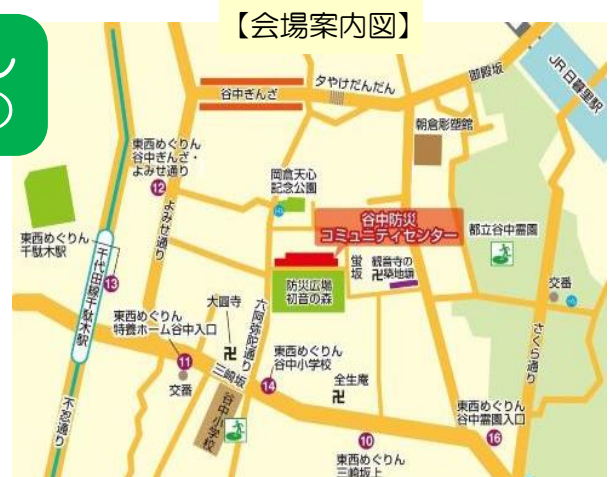 【会場案内図】
御殿坂
JR日暮里駅
夕やけだんだん
谷中ぎんざ
朝倉彫塑館
東西めぐりん
谷中ぎんざ・
よみせ通り
12
よみせ通り
岡倉天心
記念公園
谷中防災
コミュニティセンター
都立谷中霊園
東西めぐりん
千駄木駅
13
千代田線千駄木駅
防災広場
初音の森
蛍坂
観音寺の
卍築地塀
交番
さくら通り
大圓寺
卍
六阿弥陀通り
東西めぐりん
特養ホーム谷中入口
11
交番
三崎坂
東西めぐりん
谷中小学校
14
全生庵
卍
谷中小学校
不忍通り
10
東西めぐりん
三崎坂上
東西めぐりん
谷中霊園入口
16